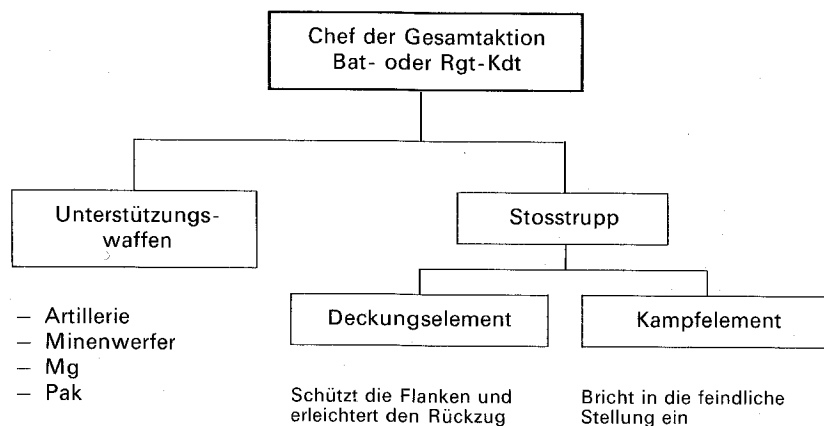 Chef der Gesamtaktion
Bat- oder Rgt-Kdt
Unterstützungs-
waffen
Stosstrupp
– Artillerie
– Minenwerfer
– Mg
– Pak
Deckungselement
Kampfelement
Schützt die Flanken und
erleichtert den Rückzug
Bricht in die feindliche
Stellung ein